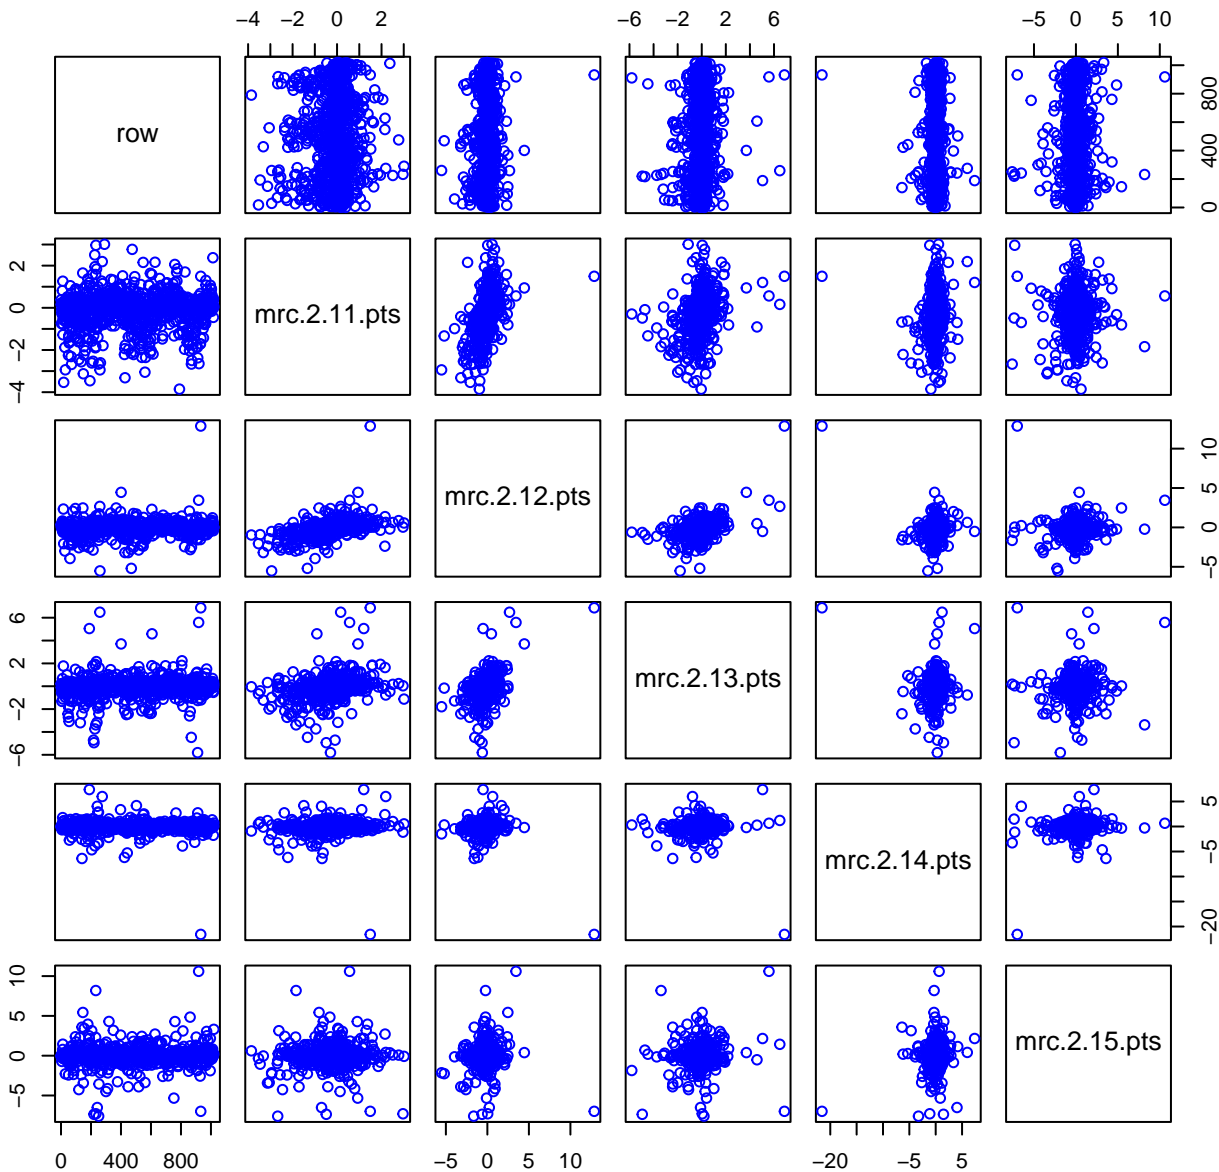 −4 −2 0 2 −6 −2 2 6 −5 0 5 10
row 0 400 800
−4 −2 0 2 mrc.2.11.pts
mrc.2.12.pts −5 0 5 10
−6 −2 2 6 mrc.2.13.pts
mrc.2.14.pts −20 −5 5
−5 0 5 10 mrc.2.15.pts
0 400 800 −5 0 5 10 −20 −5 5